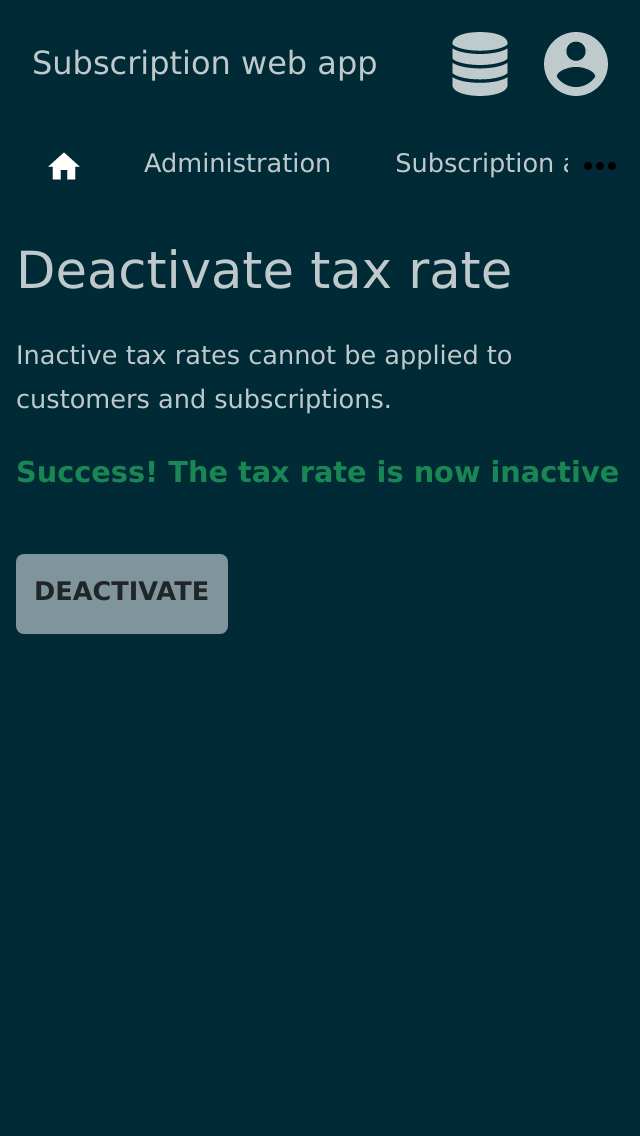 Subscription web app
Administration
Subscription a
Deactivate tax rate
Inactive tax rates cannot be applied to
customers and subscriptions.
Success! The tax rate is now inactive
DEACTIVATE